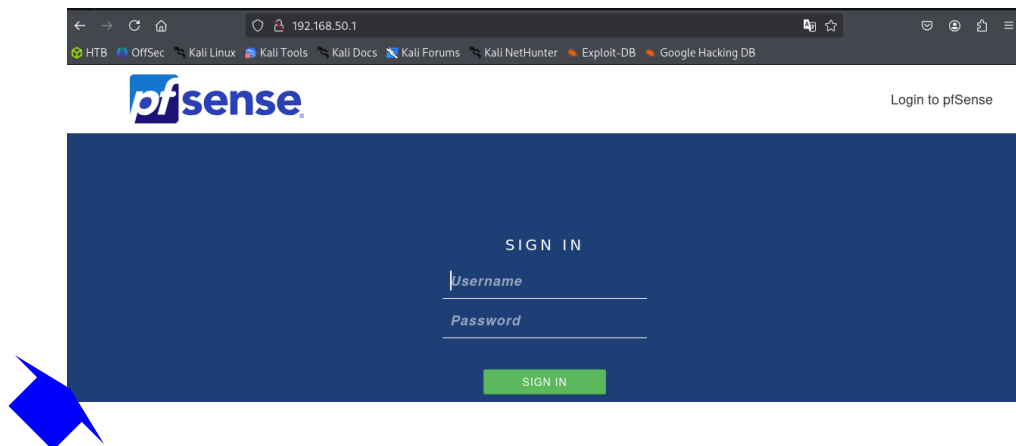 192.168.50.1
HTB OffSec Kali Linux Kali Tools Kali Docs Kali Forums Kali NetHunter Exploit-DB Google Hacking DB
pfsense®
Login to pfSense
SIGN IN
Username
Password
SIGN IN